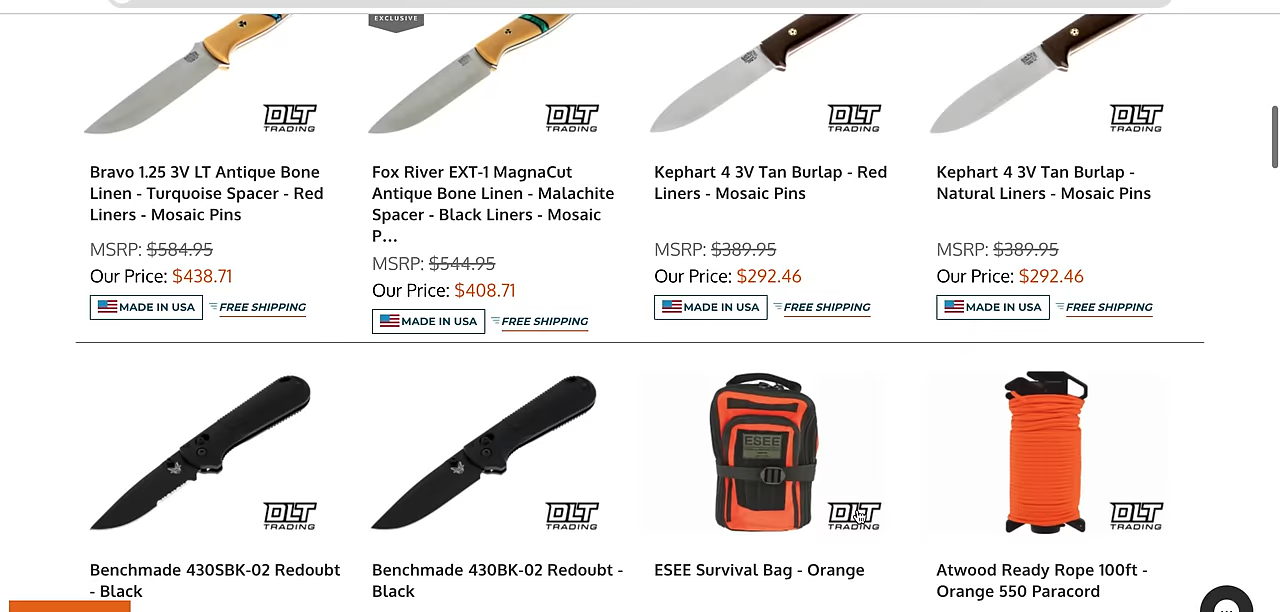 EXCLUSIVE
DLT
TRADING
DLT
TRADING
DLT
TRADING
DLT
TRADING
Bravo 1.25 3V LT Antique Bone
Linen - Turquoise Spacer - Red
Liners - Mosaic Pins
MSRP: $584.95
Our Price: $438.71
MADE IN USA FREE SHIPPING
Fox River EXT-1 MagnaCut
Antique Bone Linen - Malachite
Spacer - Black Liners - Mosaic
P...
MSRP: $544.95
Our Price: $408.71
MADE IN USA FREE SHIPPING
Kephart 4 3V Tan Burlap - Red
Liners - Mosaic Pins
MSRP: $389.95
Our Price: $292.46
MADE IN USA FREE SHIPPING
Kephart 4 3V Tan Burlap -
Natural Liners - Mosaic Pins
MSRP: $389.95
Our Price: $292.46
MADE IN USA FREE SHIPPING
DLT
TRADING
DLT
TRADING
ESEE
DLT
TRADING
DLT
TRADING
Benchmade 430SBK-02 Redoubt
- Black
Benchmade 430BK-02 Redoubt -
Black
ESEE Survival Bag - Orange
Atwood Ready Rope 100ft -
Orange 550 Paracord